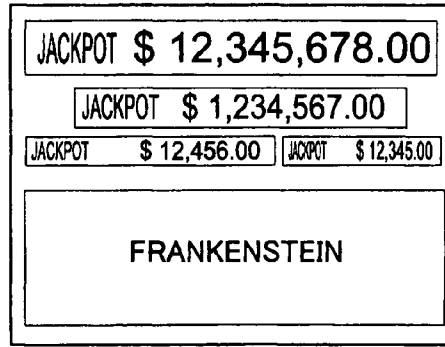 JACKPOT $ 12,345,678.00
JACKPOT $ 1,234,567.00
JACKPOT $ 12,456.00 JACKPOT $ 12,345.00
FRANKENSTEIN